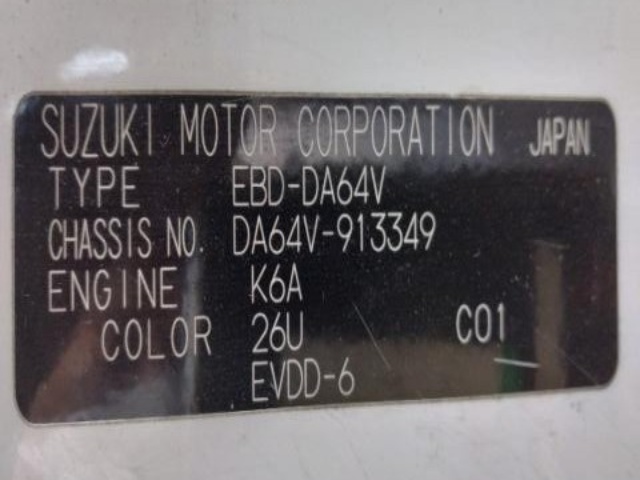 SUZUKI MOTOR CORPORATION JAPAN
TYPE EBD-DA64V
CHASSIS NO. DA64V-913349
ENGINE K6A
COLOR 26U C01
EVDD-6